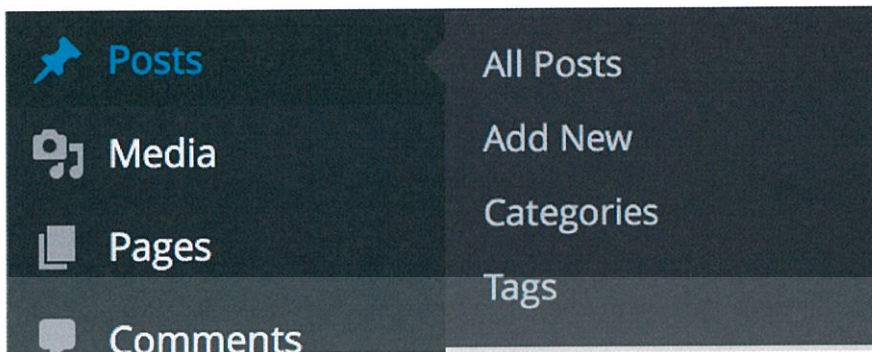 Posts
Media
Pages
Comments
All Posts
Add New
Categories
Tags